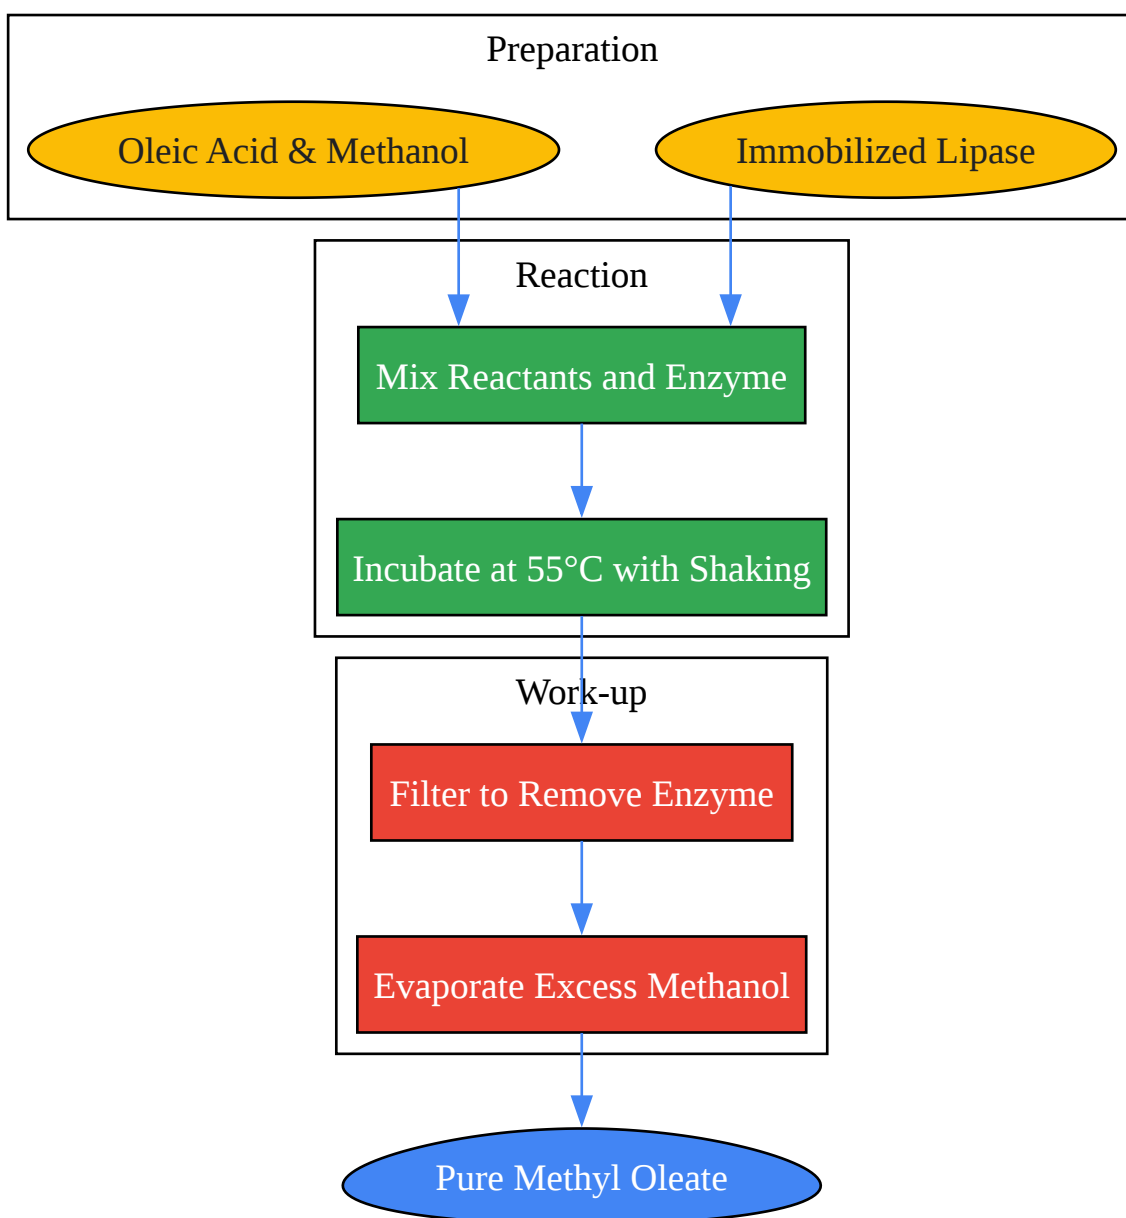 Preparation
Oleic Acid & Methanol
Immobilized Lipase
Reaction
Mix Reactants and Enzyme
Incubate at 55°C with Shaking
Work-up
Filter to Remove Enzyme
Evaporate Excess Methanol
Pure Methyl Oleate